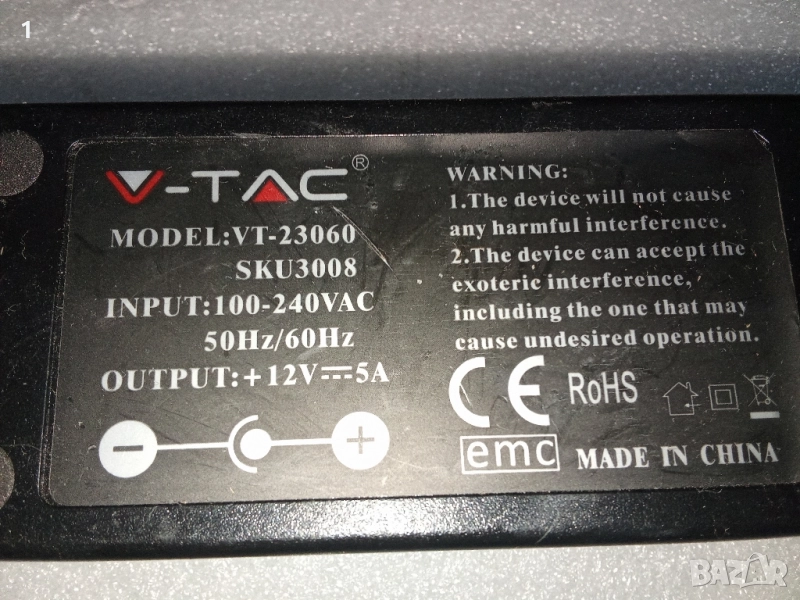 1
V-TAC®
MODEL:VT-23060
SKU3008
INPUT:100-240VAC
50Hz/60Hz
OUTPUT:+12V⎓5A
− +
WARNING:
1.The device will not cause
any harmful interference.
2.The device can accept the
exoteric interference,
including the one that may
cause undesired operation.
CE RoHS
emc MADE IN CHINA
BAZAR